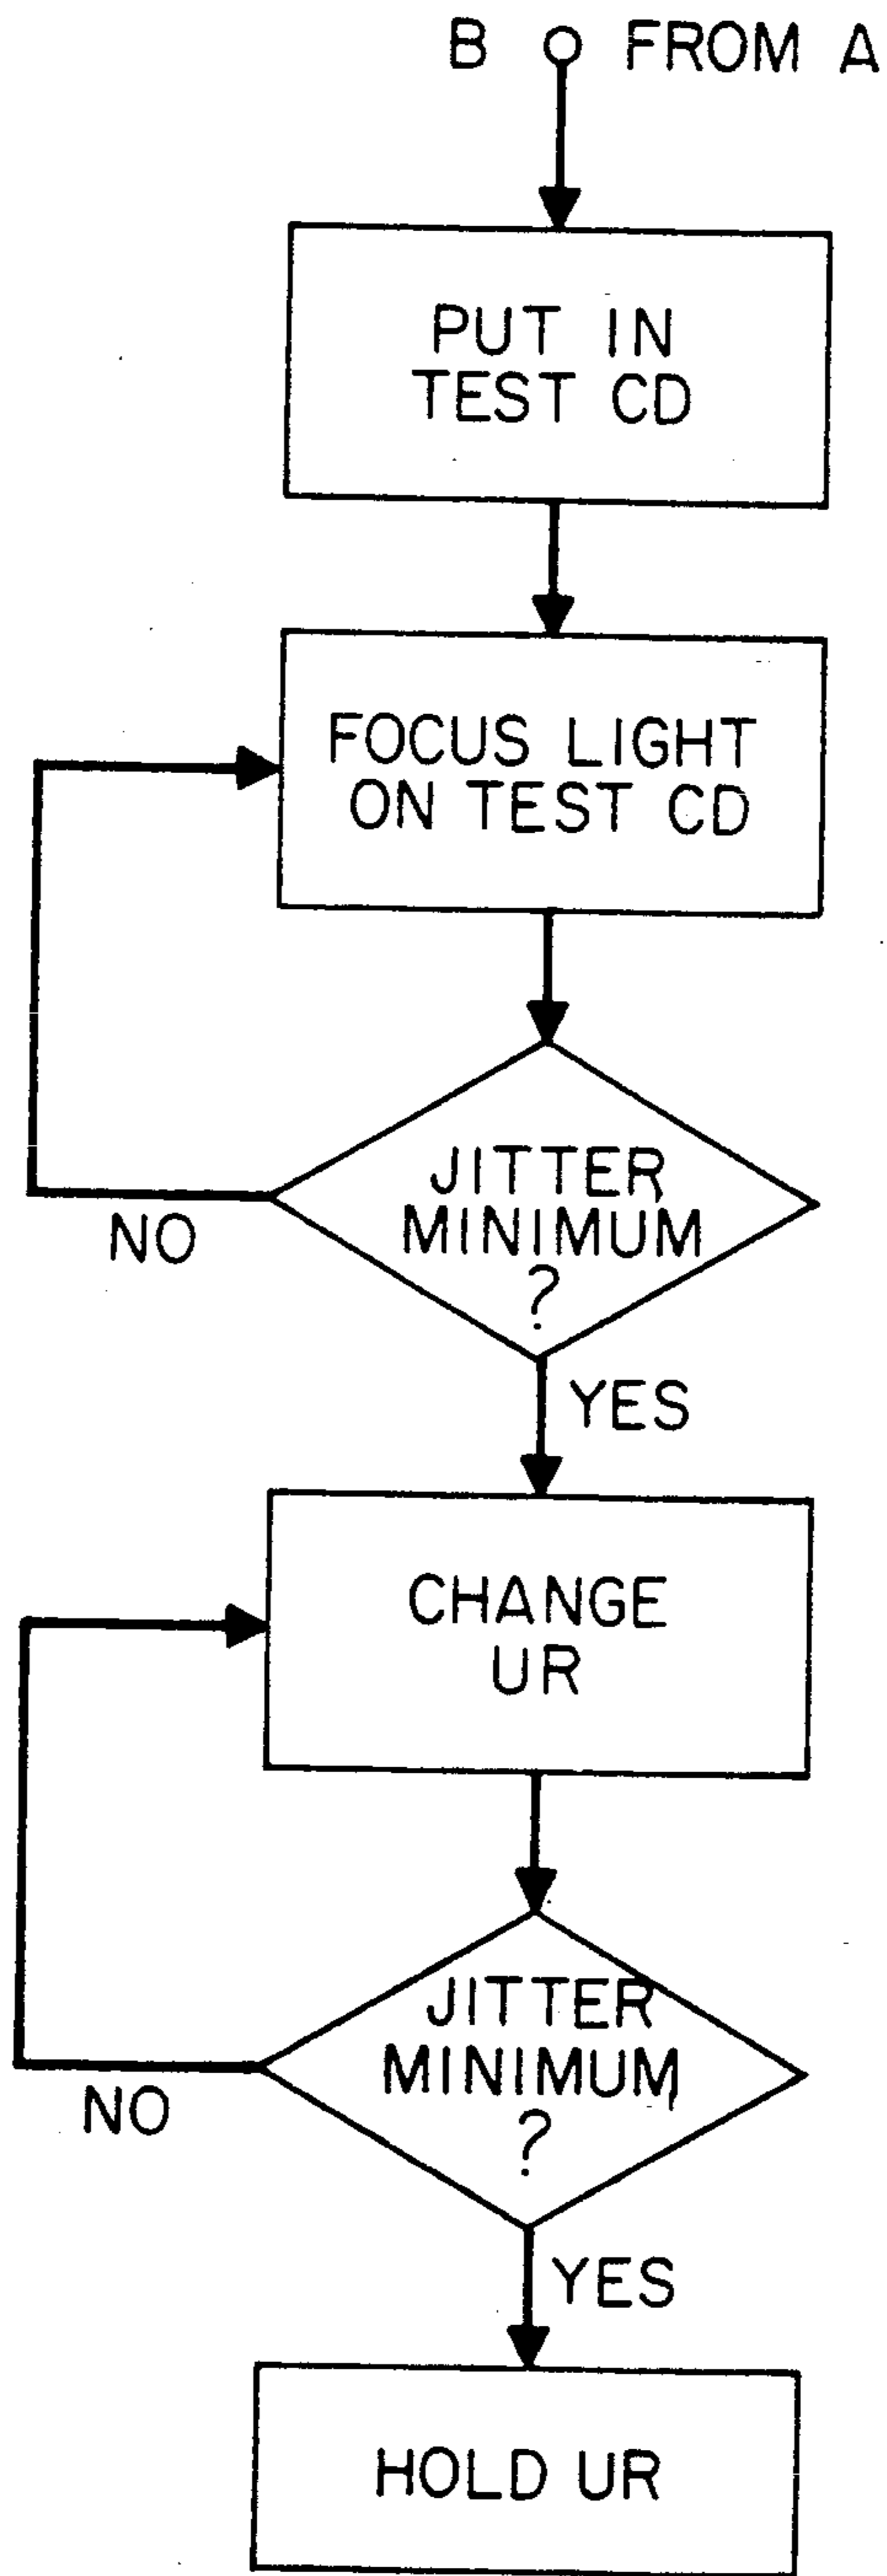 B FROM A
PUT IN
TEST CD
FOCUS LIGHT
ON TEST CD
JITTER
MINIMUM
?
NO
YES
CHANGE
UR
JITTER
MINIMUM
?
NO
YES
HOLD UR